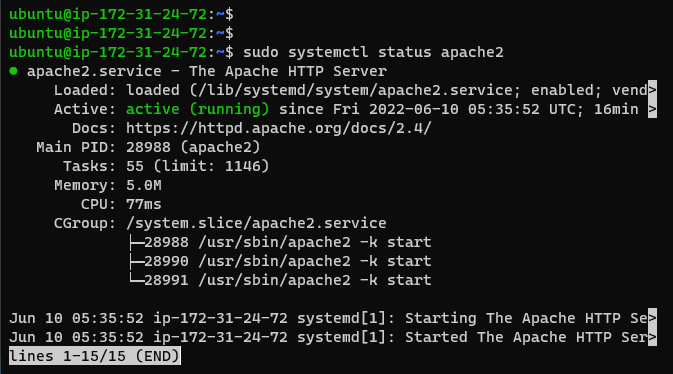 ubuntu@ip-172-31-24-72:~$
ubuntu@ip-172-31-24-72:~$
ubuntu@ip-172-31-24-72:~$ sudo systemctl status apache2
● apache2.service - The Apache HTTP Server
     Loaded: loaded (/lib/systemd/system/apache2.service; enabled; vend>
     Active: active (running) since Fri 2022-06-10 05:35:52 UTC; 16min >
       Docs: https://httpd.apache.org/docs/2.4/
   Main PID: 28988 (apache2)
      Tasks: 55 (limit: 1146)
     Memory: 5.0M
        CPU: 77ms
     CGroup: /system.slice/apache2.service
             ├─28988 /usr/sbin/apache2 -k start
             ├─28990 /usr/sbin/apache2 -k start
             └─28991 /usr/sbin/apache2 -k start

Jun 10 05:35:52 ip-172-31-24-72 systemd[1]: Starting The Apache HTTP Se>
Jun 10 05:35:52 ip-172-31-24-72 systemd[1]: Started The Apache HTTP Ser>
lines 1-15/15 (END)